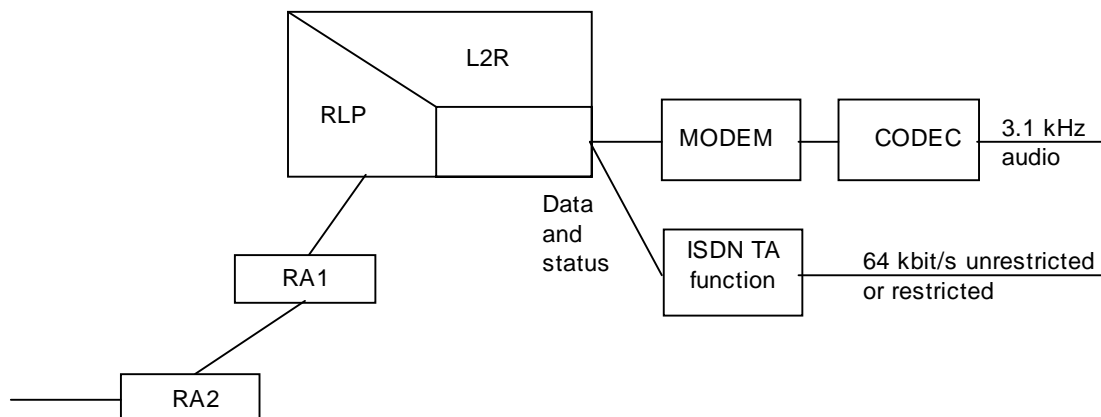 L2R
RLP
MODEM
CODEC
3.1 kHz
audio
Data
and
status
ISDN TA
function
64 kbit/s unrestricted
or restricted
RA1
RA2